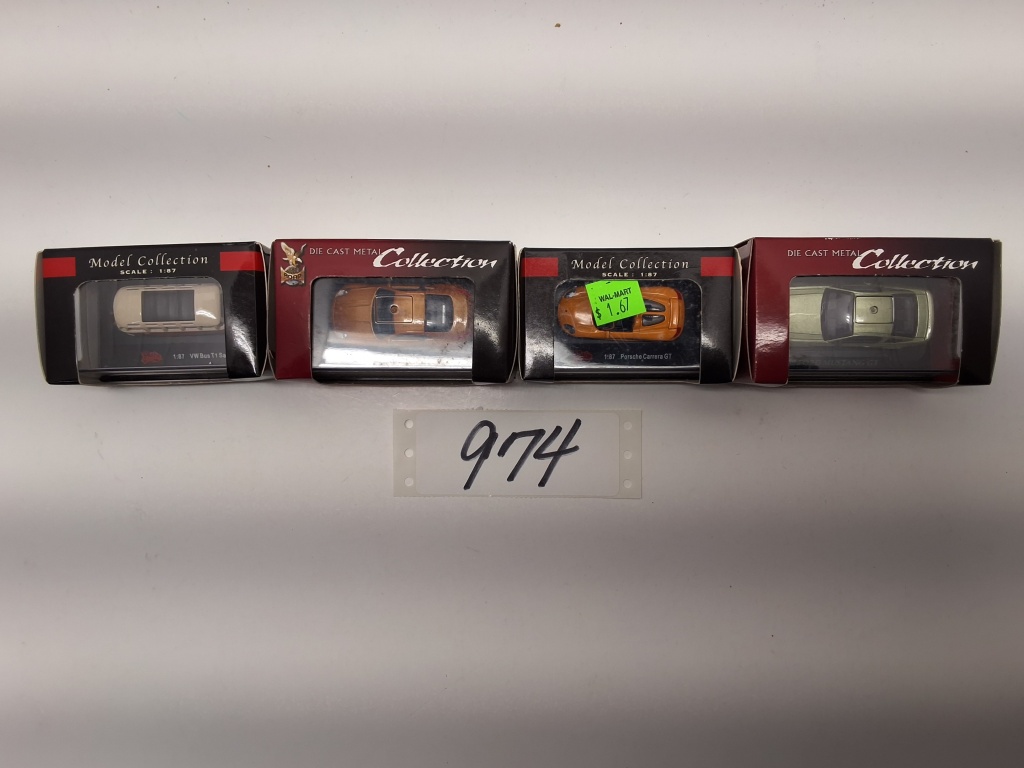 Model Collection
SCALE: 1:87
1:87 VW Bus T1
DIE CAST METAL
Collection
Model Collection
SCALE: 1:87
WAL-MART
$ 1.67
1:87 Porsche Carrera GT
DIE CAST METAL
Collection
974